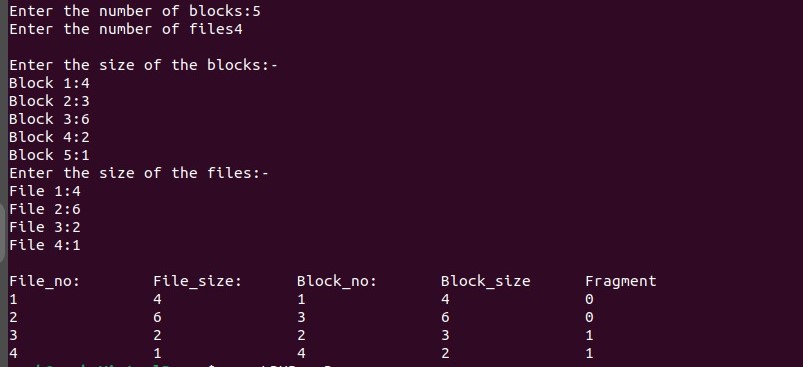 Enter the number of blocks:5
Enter the number of files4
Enter the size of the blocks:-
Block 1:4
Block 2:3
Block 3:6
Block 4:2
Block 5:1
Enter the size of the files:-
File 1:4
File 2:6
File 3:2
File 4:1
File_no: File_size: Block_no: Block_size Fragment
1 4 1 4 0
2 6 3 6 0
3 2 2 3 1
4 1 4 2 1